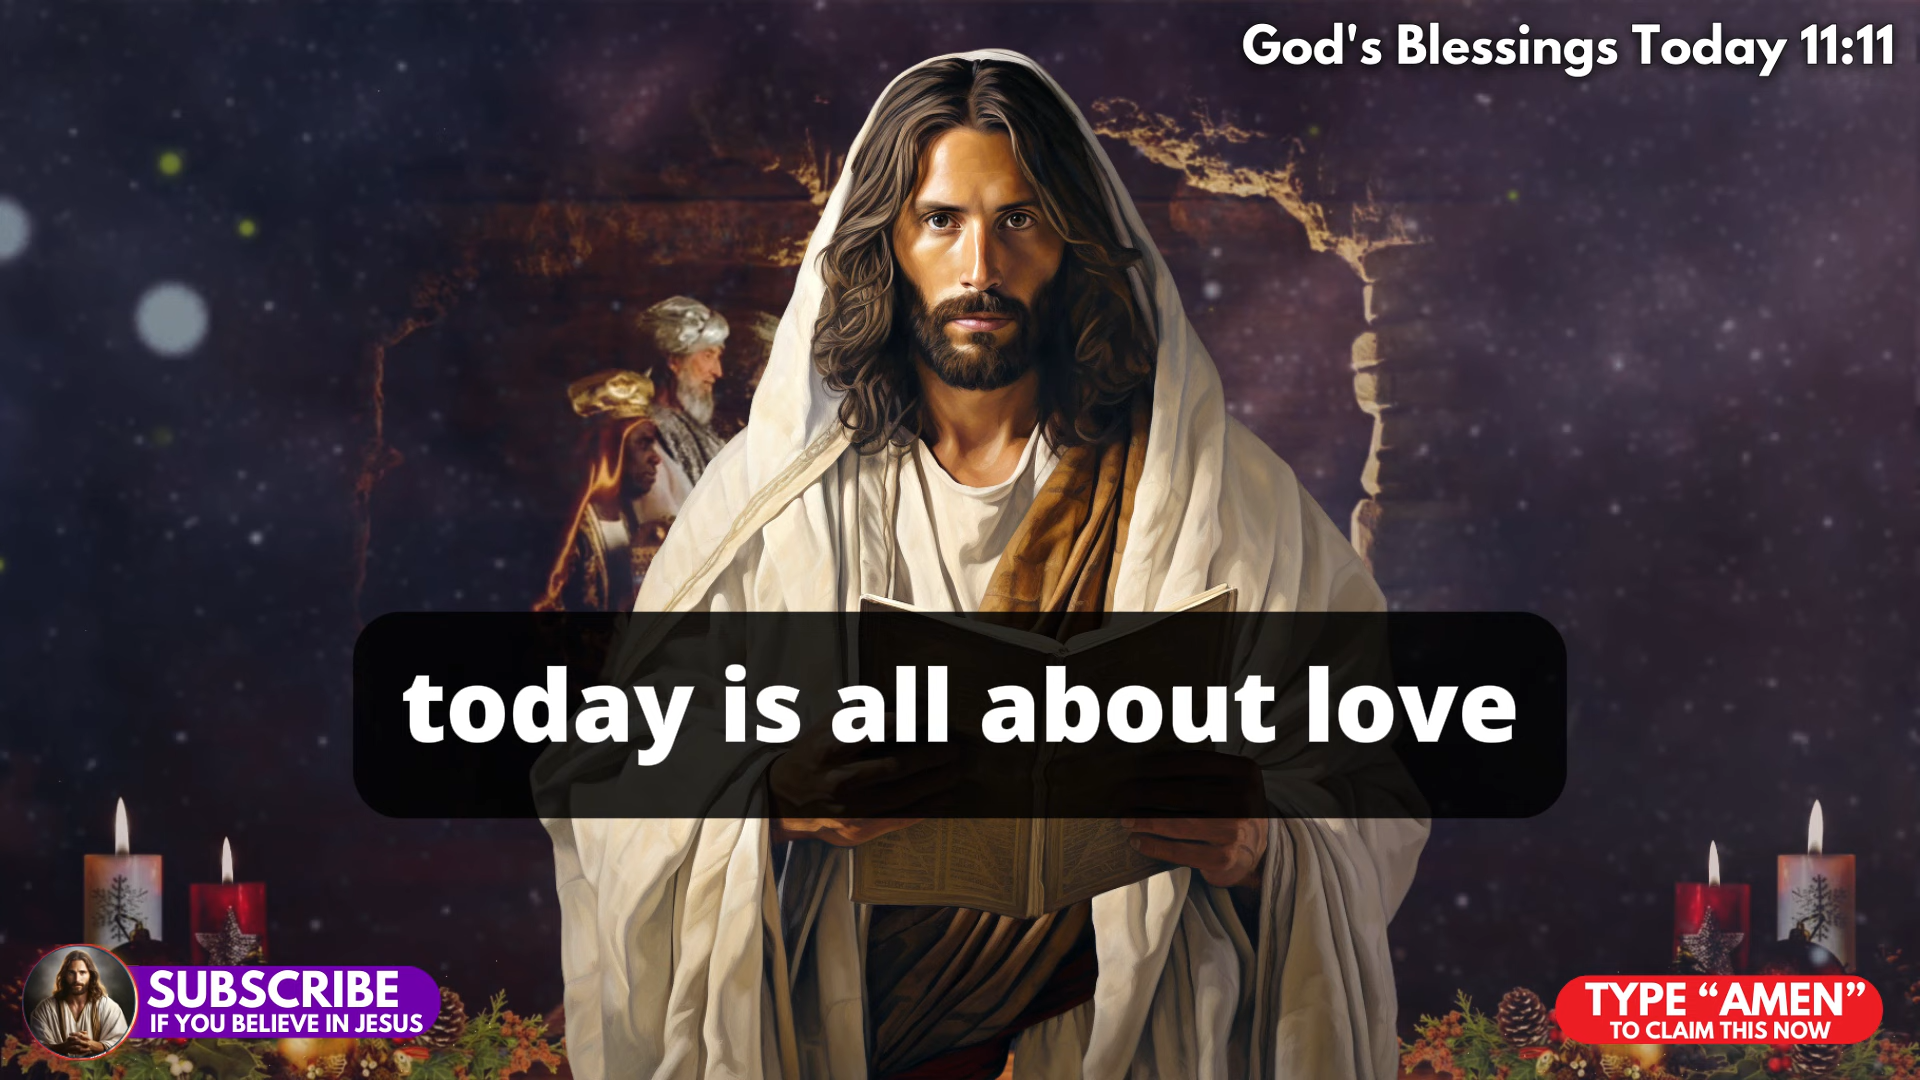 God's Blessings Today 11:11
today is all about love
SUBSCRIBE
IF YOU BELIEVE IN JESUS
TYPE “AMEN”
TO CLAIM THIS NOW